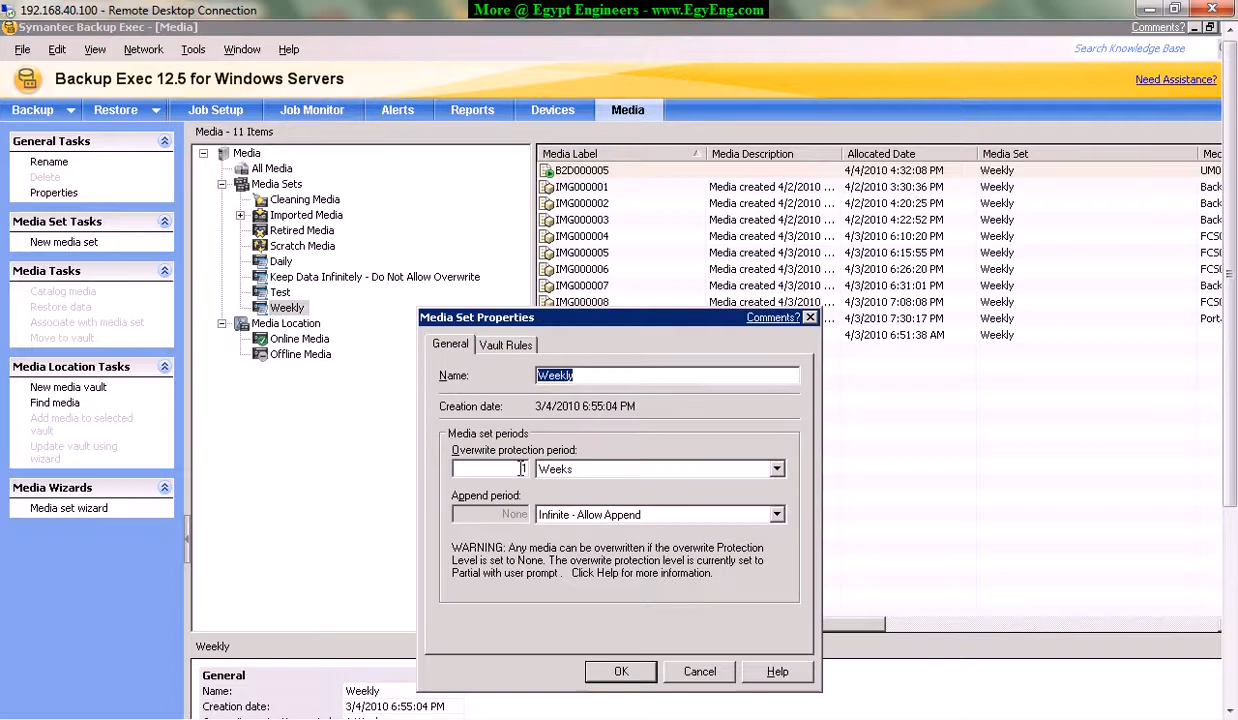 192.168.40.100 - Remote Desktop Connection
More @ Egypt Engineers - www.EgyEng.com
Symantec Backup Exec - [Media]
Comments?
File Edit View Network Tools Window Help
Search Knowledge Base
Backup Exec 12.5 for Windows Servers
Need Assistance?
Backup Restore Job Setup Job Monitor Alerts Reports Devices Media
General Tasks
Rename
Delete
Properties
Media Set Tasks
New media set
Media Tasks
Catalog media
Restore data
Associate with media set
Move to vault
Media Location Tasks
New media vault
Find media
Add media to selected
vault
Update vault using
wizard
Media Wizards
Media set wizard
Media - 11 Items
Media
All Media
Media Sets
Cleaning Media
Imported Media
Retired Media
Scratch Media
Daily
Keep Data Infinitely - Do Not Allow Overwrite
Test
Weekly
Media Location
Online Media
Offline Media
Media Label Media Description Allocated Date Media Set
B2D000005 4/4/2010 4:32:08 PM Weekly
IMG000001 Media created 4/2/2010 ... 4/2/2010 3:30:36 PM Weekly
IMG000002 Media created 4/2/2010 ... 4/2/2010 4:20:25 PM Weekly
IMG000003 Media created 4/2/2010 ... 4/2/2010 4:22:52 PM Weekly
IMG000004 Media created 4/3/2010 ... 4/3/2010 6:10:20 PM Weekly
IMG000005 Media created 4/3/2010 ... 4/3/2010 6:15:55 PM Weekly
IMG000006 Media created 4/3/2010 ... 4/3/2010 6:26:20 PM Weekly
IMG000007 Media created 4/3/2010 ... 4/3/2010 6:31:01 PM Weekly
IMG000008 Media created 4/3/2010 ... 4/3/2010 7:08:08 PM Weekly
4/3/2010 7:30:17 PM Weekly
6:51:38 AM Weekly
Media Set Properties
Comments?
General Vault Rules
Name: Weekly
Creation date: 3/4/2010 6:55:04 PM
Media set periods
Overwrite protection period:
1 Weeks
Append period:
None Infinite - Allow Append
WARNING: Any media can be overwritten if the overwrite Protection
Level is set to None. The overwrite protection level is currently set to
Partial with user prompt . Click Help for more information.
OK Cancel Help
Weekly
General
Name: Weekly
Creation date: 3/4/2010 6:55:04 PM